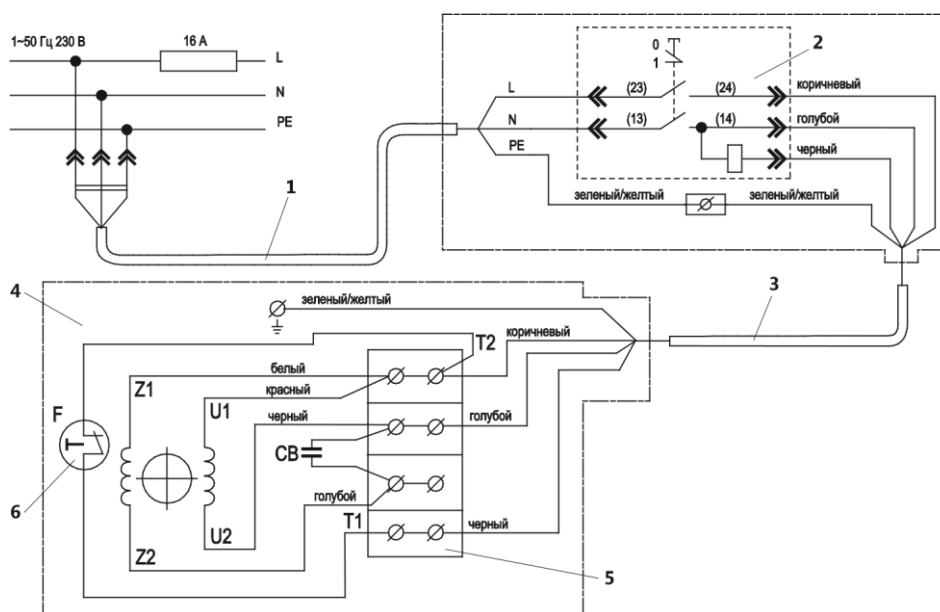 1~50 Гц 230 В
16 А
L
N
PE
1
0
1
2
L
(23)
(24)
коричневый
N
(13)
(14)
голубой
черный
PE
зеленый/желтый
зеленый/желтый
3
4
зеленый/желтый
T2
коричневый
белый
Z1
красный
U1
F
черный
голубой
CB
6
голубой
T1
черный
U2
Z2
5